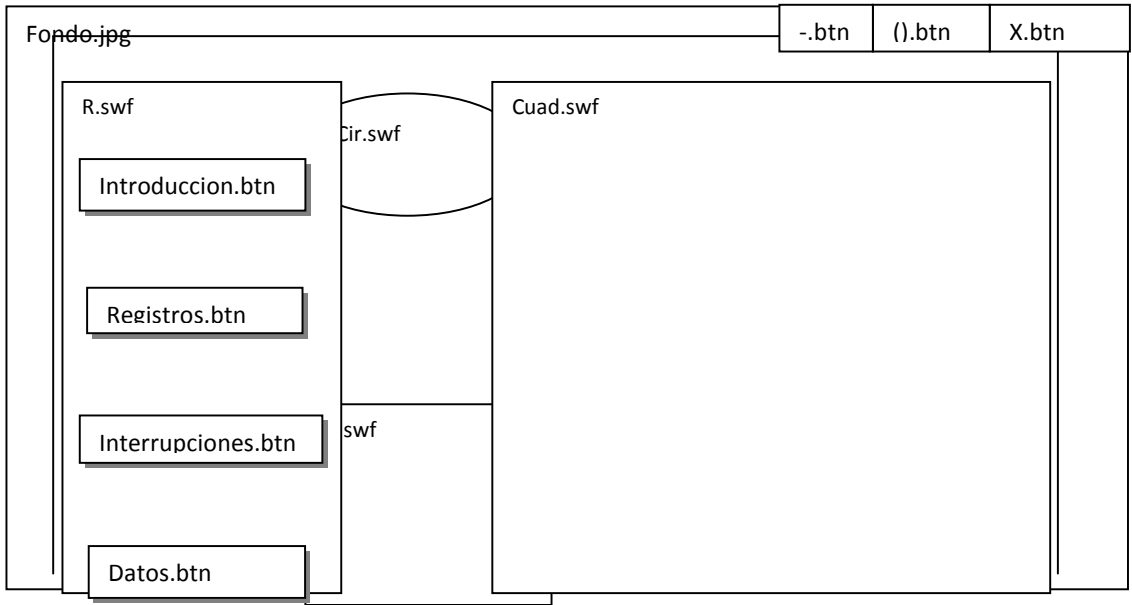 Fondo.jpg
-.btn
().btn
X.btn
R.swf
Cir.swf
Cuad.swf
Introduccion.btn
Registros.btn
Interrupciones.btn
swf
Datos.btn